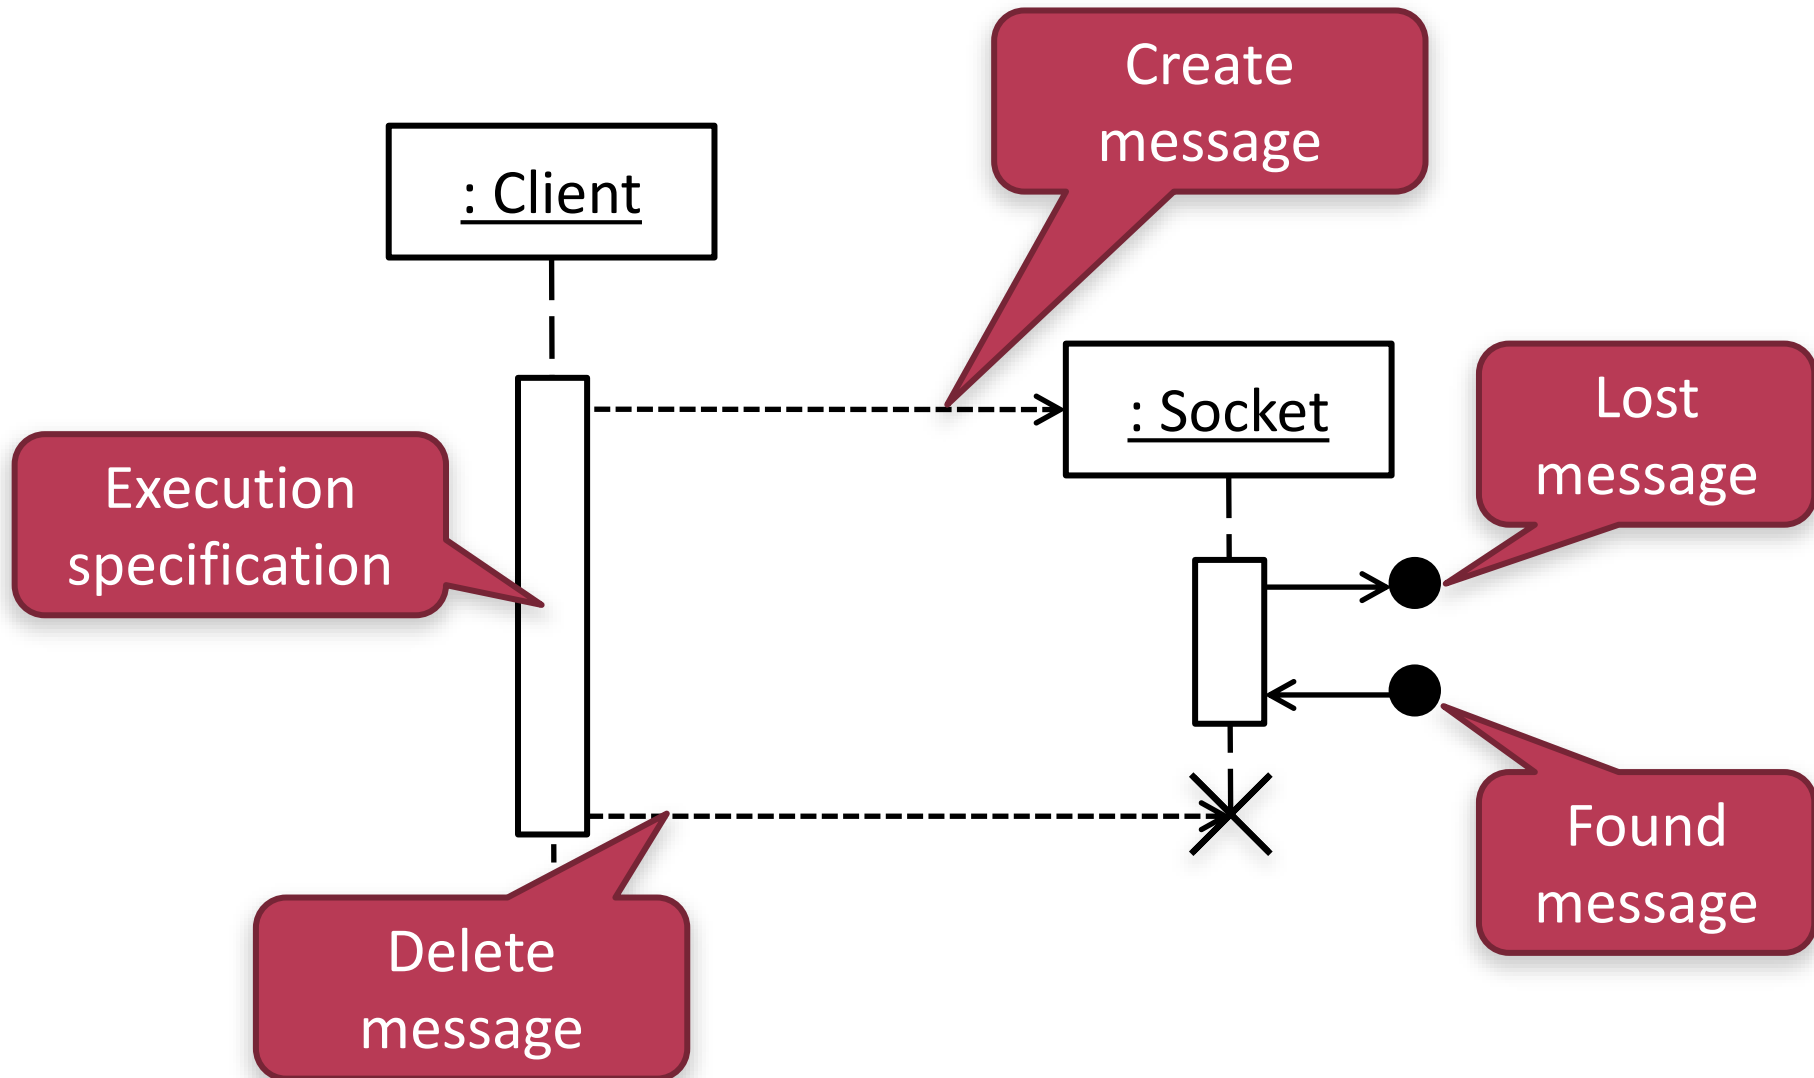 Create
message
: Client
: Socket
Lost
message
Execution
specification
Found
message
Delete
message